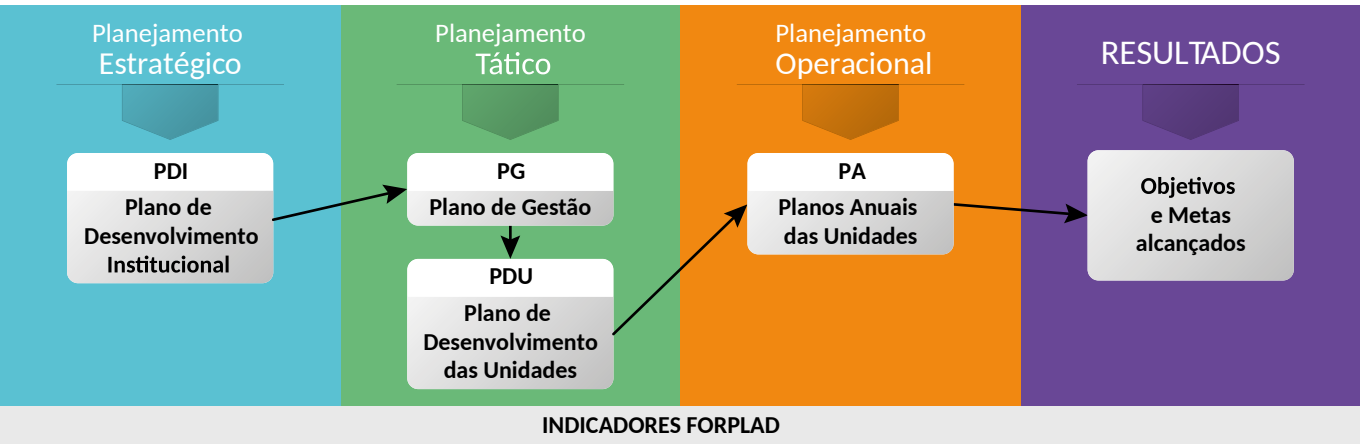 Planejamento
Estratégico
PDI
Plano de
Desenvolvimento
Institucional
Planejamento
Tático
PG
Plano de Gestão
PDU
Plano de
Desenvolvimento
das Unidades
Planejamento
Operacional
PA
Planos Anuais
das Unidades
RESULTADOS
Objetivos
e Metas
alcançados
INDICADORES FORPLAD